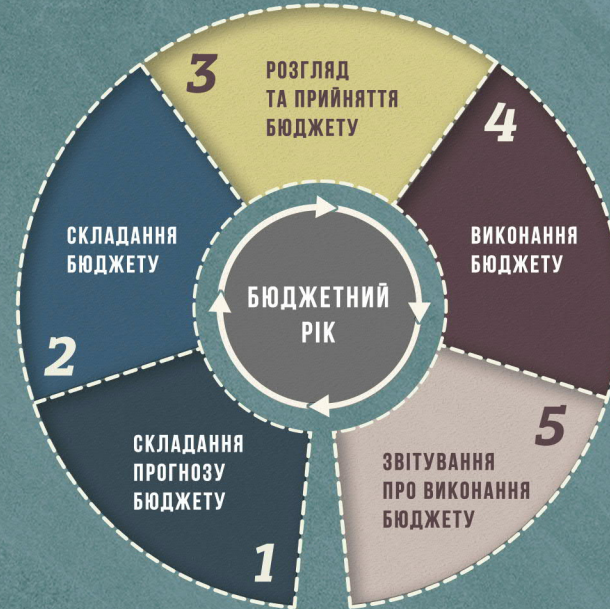 3
РОЗГЛЯД
ТА ПРИЙНЯТТЯ
БЮДЖЕТУ
4
ВИКОНАННЯ
БЮДЖЕТУ
СКЛАДАННЯ
БЮДЖЕТУ
2
БЮДЖЕТНИЙ
РІК
5
ЗВІТУВАННЯ
ПРО ВИКОНАННЯ
БЮДЖЕТУ
СКЛАДАННЯ
ПРОГНОЗУ
БЮДЖЕТУ
1